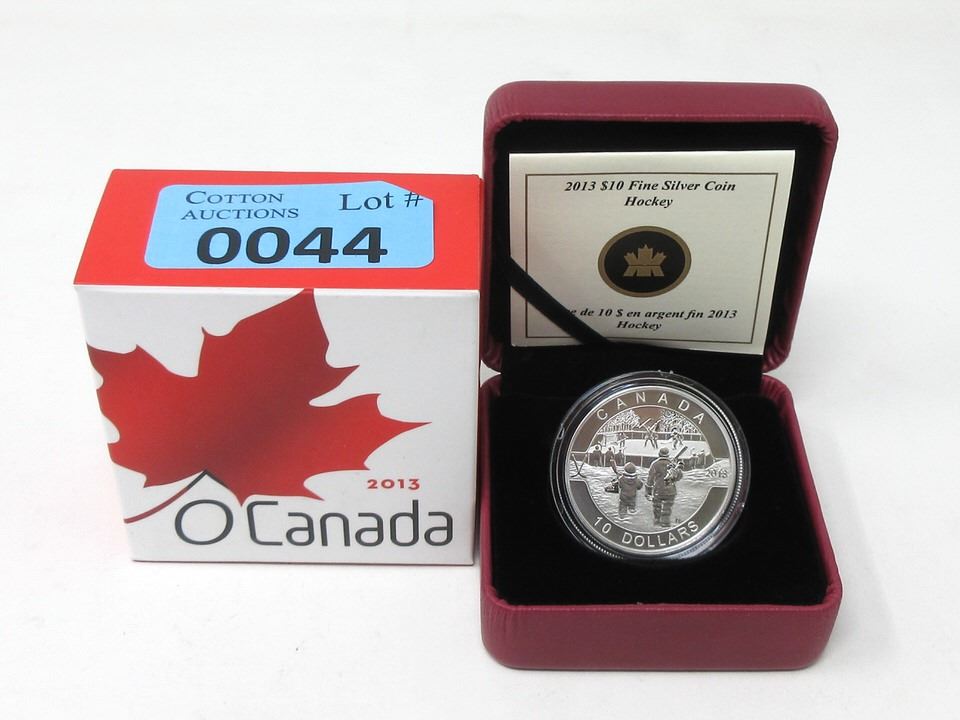 COTTON
AUCTIONS
Lot #
0044
2013
O Canada
2013 $10 Fine Silver Coin
Hockey
de 10 $ en argent fin 2013
Hockey
CANADA
2013
10 DOLLARS